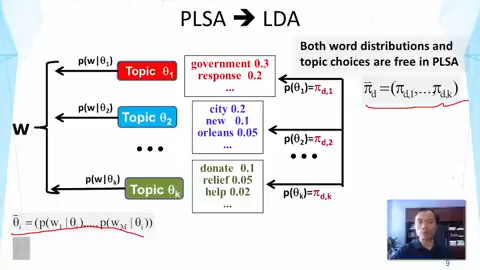 PLSA → LDA
Both word distributions and
topic choices are free in PLSA
p(w|θ1)
Topic θ1
government 0.3
response 0.2
...
p(θ1)=πd,1
π⃗d=(πd,1,...πd,k)
p(w|θ2)
Topic θ2
city 0.2
new 0.1
orleans 0.05
...
p(θ2)=πd,2
W
p(w|θk)
Topic θk
donate 0.1
relief 0.05
help 0.02
...
p(θk)=πd,k
θ⃗i=(p(w1|θi),...,p(wM|θi))
9